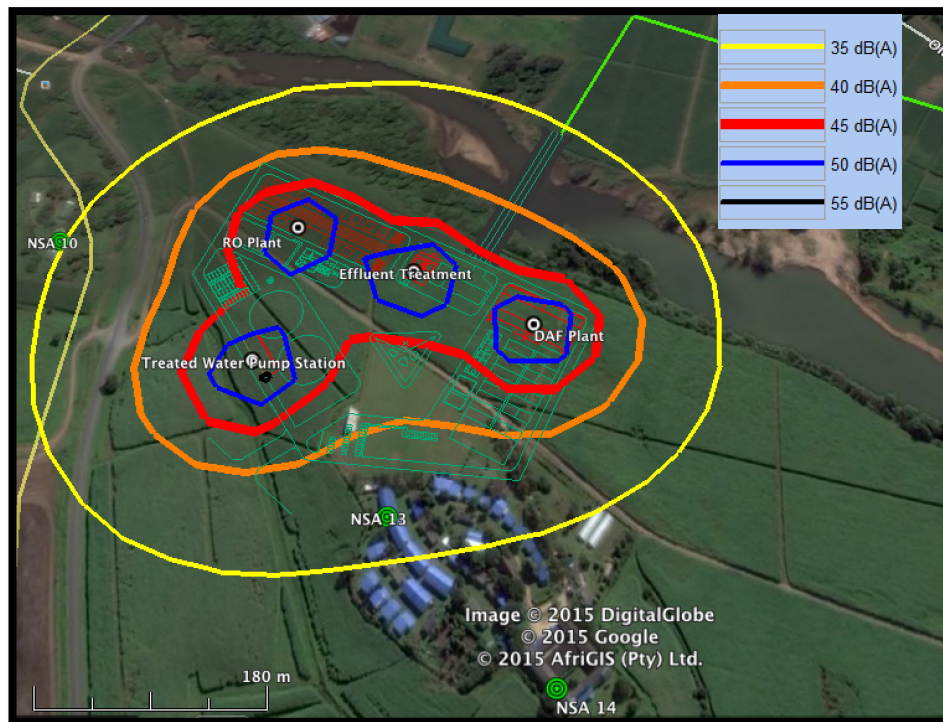 35 dB(A)
40 dB(A)
45 dB(A)
50 dB(A)
55 dB(A)
NSA 10
RO Plant
Effluent Treatment
DAF Plant
Treated Water Pump Station
NSA 13
Image © 2015 DigitalGlobe
© 2015 Google
© 2015 AfriGIS (Pty) Ltd.
180 m
NSA 14